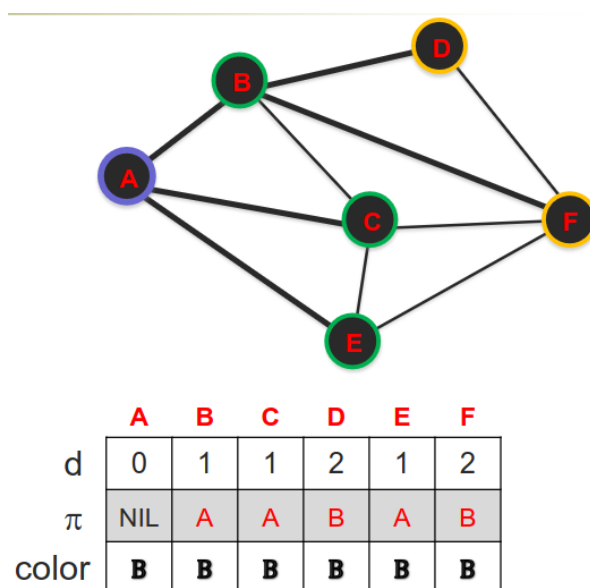 D
B
A
C
F
E
A B C D E F
d 0 1 1 2 1 2
π NIL A A B A B
color B B B B B B